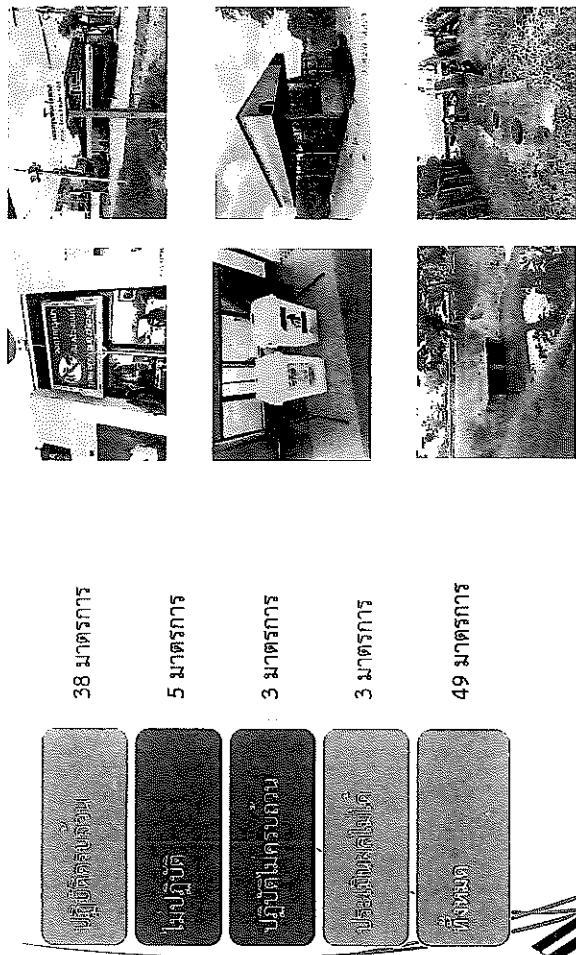 ปฏิบัติครบถ้วน 38 มาตรการ
ไม่ปฏิบัติ 5 มาตรการ
ปฏิบัติไม่ครบถ้วน 3 มาตรการ
ประเมินผลไม่ได้ 3 มาตรการ
ทั้งหมด 49 มาตรการ